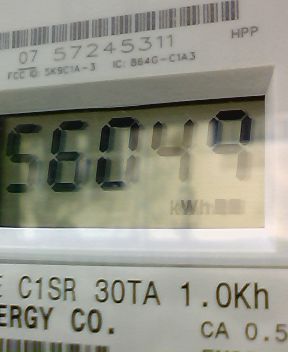 HPP
07 57245311
FCC ID: SK9C1A-3 IC: 864G-C1A3
56049
kWh
E C1SR 30TA 1.0Kh
ERGY CO.
CA 0.5